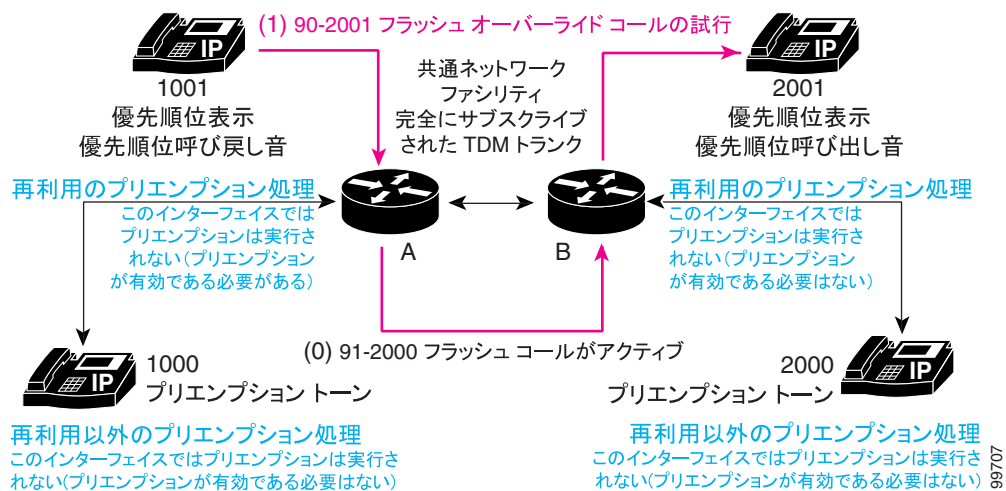 (1) 90-2001 フラッシュ オーバーライド コールの試行
IP
1001
優先順位表示
優先順位呼び戻し音
共通ネットワーク
ファシリティ
完全にサブスクライブ
された TDM トランク
IP
2001
優先順位表示
優先順位呼び出し音
再利用のプリエンプション処理
このインターフェイスでは
プリエンプションは実行さ
れない(プリエンプション
が有効である必要がある)
A
B
再利用のプリエンプション処理
このインターフェイスでは
プリエンプションは実行さ
れない(プリエンプション
が有効である必要はない)
(0) 91-2000 フラッシュ コールがアクティブ
IP
1000
プリエンプション トーン
2000
プリエンプション トーン
IP
再利用以外のプリエンプション処理
このインターフェイスではプリエンプションは実行さ
れない(プリエンプションが有効である必要はない)
再利用以外のプリエンプション処理
このインターフェイスではプリエンプションは実行さ
れない(プリエンプションが有効である必要はない)
99707